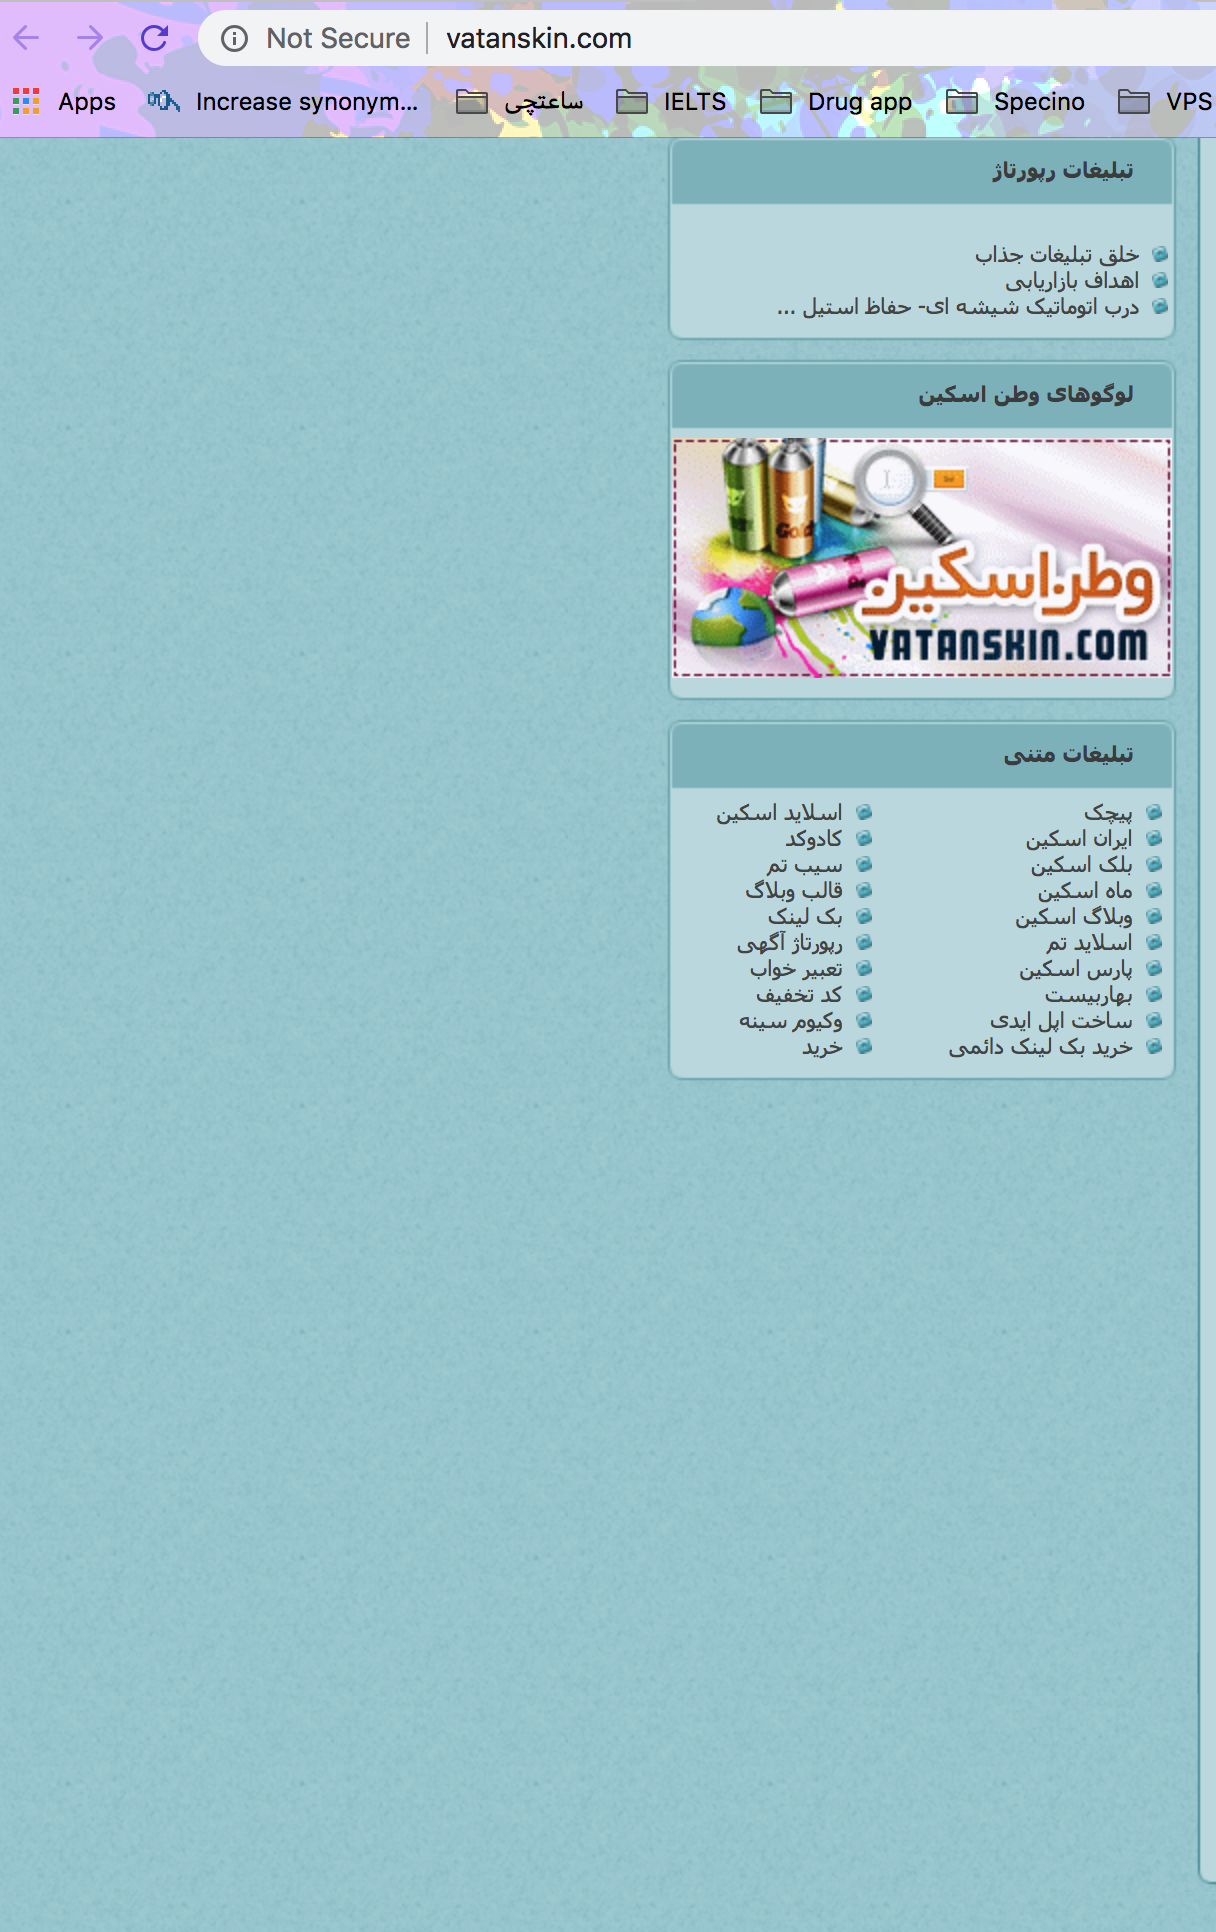 Not Secure | vatanskin.com
Apps Increase synonym... ساعتچی IELTS Drug app Specino VPS
تبلیغات رپورتاژ
خلق تبلیغات جذاب
اهداف بازاریابی
درب اتوماتیک شیشه ای- حفاظ استیل ...
لوگوهای وطن اسکین
Gold
وطن اسکین
VATANSKIN.COM
تبلیغات متنی
پیچک
ایران اسکین
بلک اسکین
ماه اسکین
وبلاگ اسکین
اسلاید تم
پارس اسکین
بهاربیست
ساخت اپل ایدی
خرید بک لینک دائمی
اسلاید اسکین
کادوکد
سیب تم
قالب وبلاگ
بک لینک
رپورتاژ آگهی
تعبیر خواب
کد تخفیف
وکیوم سینه
خرید